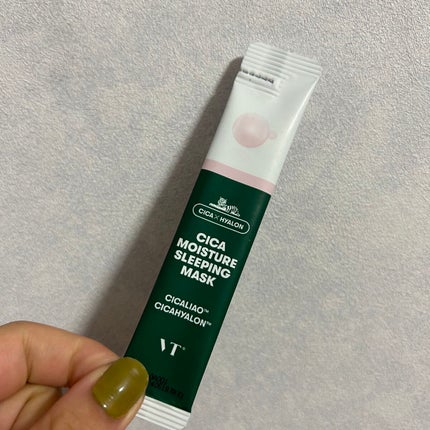 CICA × HYALON
CICA
MOISTURE
SLEEPING
MASK
CICALIAO™
CICAHYALON™
VT®